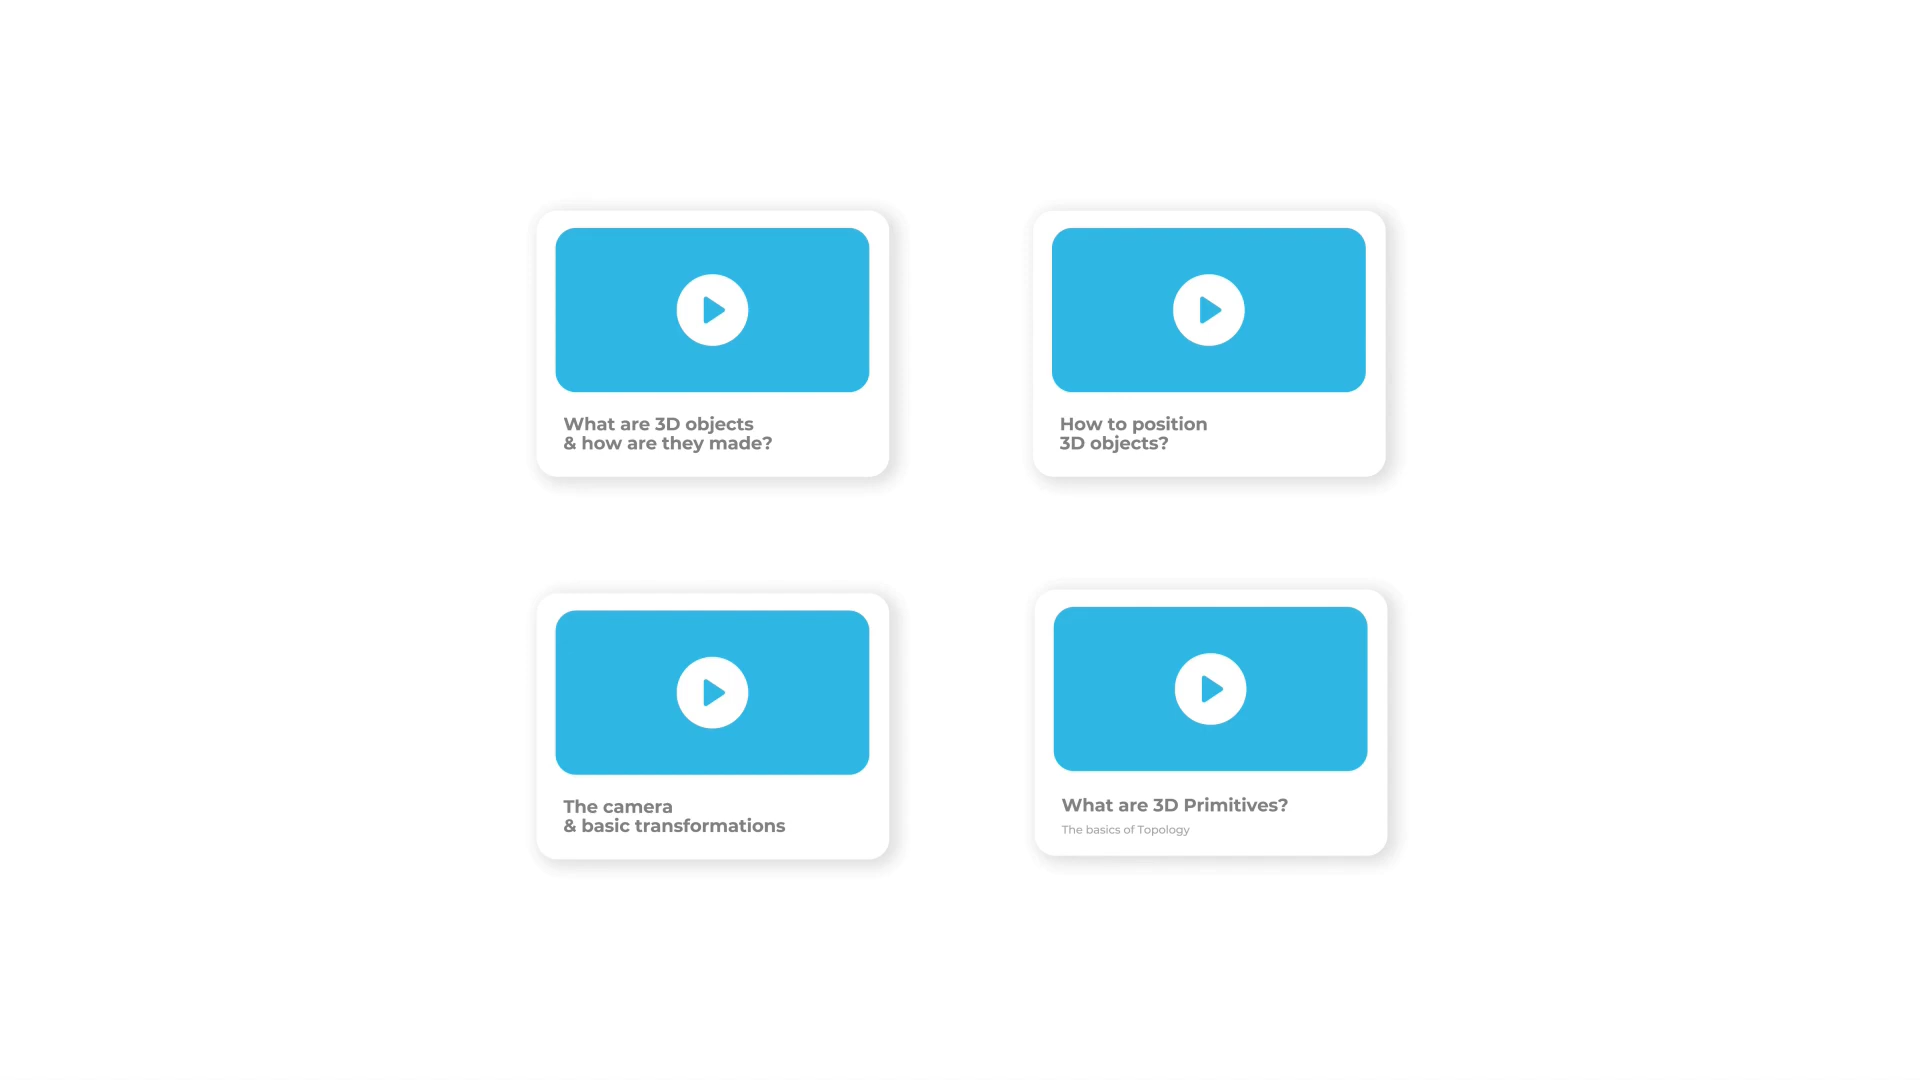 What are 3D objects
& how are they made?
How to position
3D objects?
The camera
& basic transformations
What are 3D Primitives?
The basics of Topology